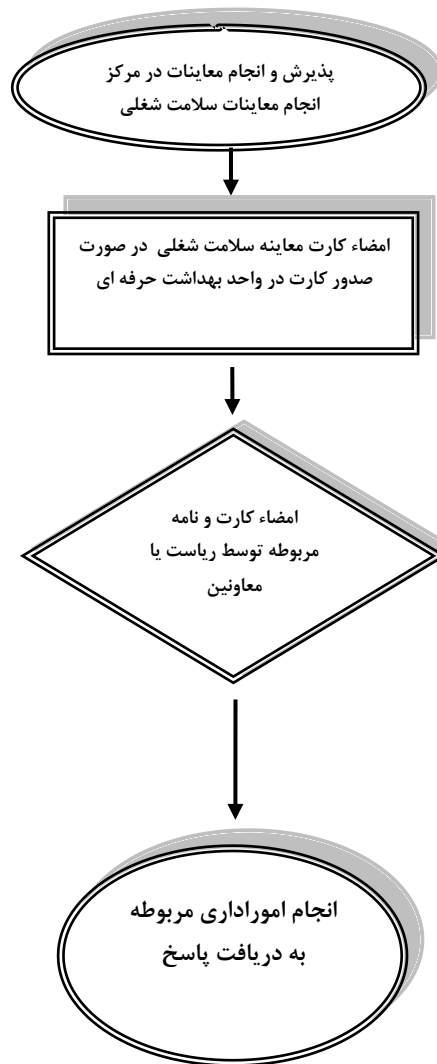 پذیرش و انجام معاینات در مرکز
انجام معاینات سلامت شغلی
امضاء کارت معاینه سلامت شغلی در صورت
صدور کارت در واحد بهداشت حرفه ای
امضاء کارت و نامه
مربوطه توسط ریاست یا
معاونین
انجام اموراداری مربوطه
به دریافت پاسخ